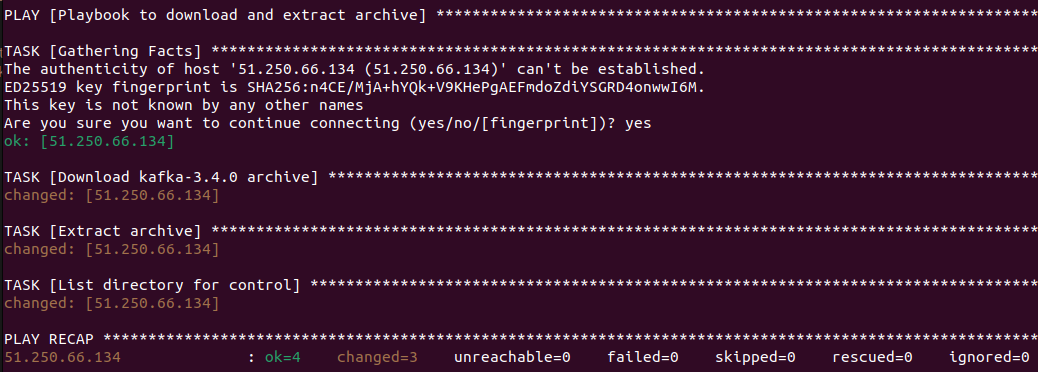 PLAY [Playbook to download and extract archive] *******************************************************************
TASK [Gathering Facts] ********************************************************************************************
The authenticity of host '51.250.66.134 (51.250.66.134)' can't be established.
ED25519 key fingerprint is SHA256:n4CE/MjA+hYQk+V9KHePgAEFmdoZdiYSGRD4onwwI6M.
This key is not known by any other names
Are you sure you want to continue connecting (yes/no/[fingerprint])? yes
ok: [51.250.66.134]
TASK [Download kafka-3.4.0 archive] *******************************************************************************
changed: [51.250.66.134]
TASK [Extract archive] ********************************************************************************************
changed: [51.250.66.134]
TASK [List directory for control] *********************************************************************************
changed: [51.250.66.134]
PLAY RECAP ********************************************************************************************************
51.250.66.134              : ok=4    changed=3    unreachable=0    failed=0    skipped=0    rescued=0    ignored=0